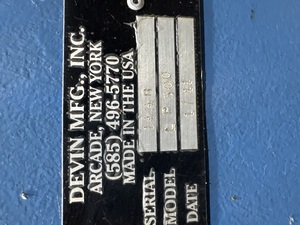 DEVIN MFG., INC.
ARCADE, NEW YORK
(585) 496-5770
MADE IN THE USA
SERIAL
MODEL
DATE